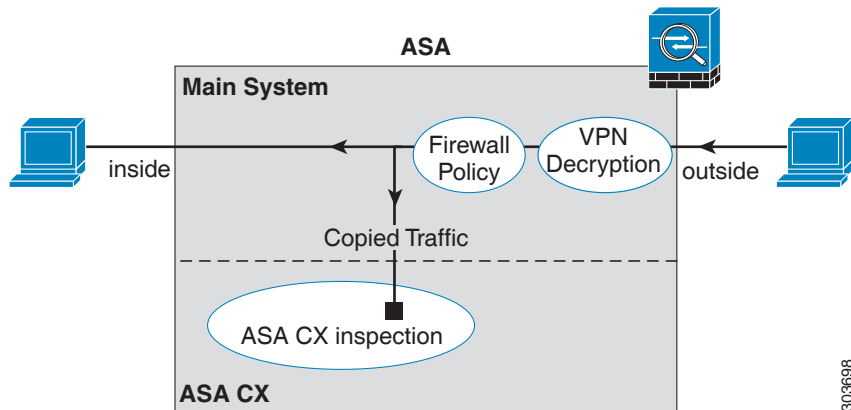 ASA
Main System
VPN
Decryption
Firewall
Policy
inside
outside
Copied Traffic
ASA CX inspection
ASA CX
303698